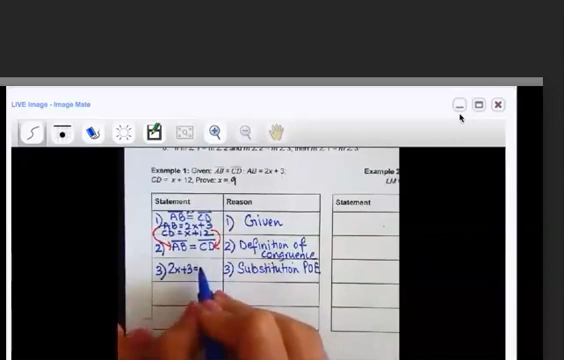 LIVE Image - Image Mate
Example 1: Given: AB ≅ CD; AB = 2x + 3;
CD = x + 12, Prove: x = 9
Example 2
Statement
Reason
Statement
1) AB ≅ CD
AB = 2x+3
CD = x+12
1) Given
2) AB = CD
2) Definition of
congruence
3) 2x+3=
3) Substitution POE